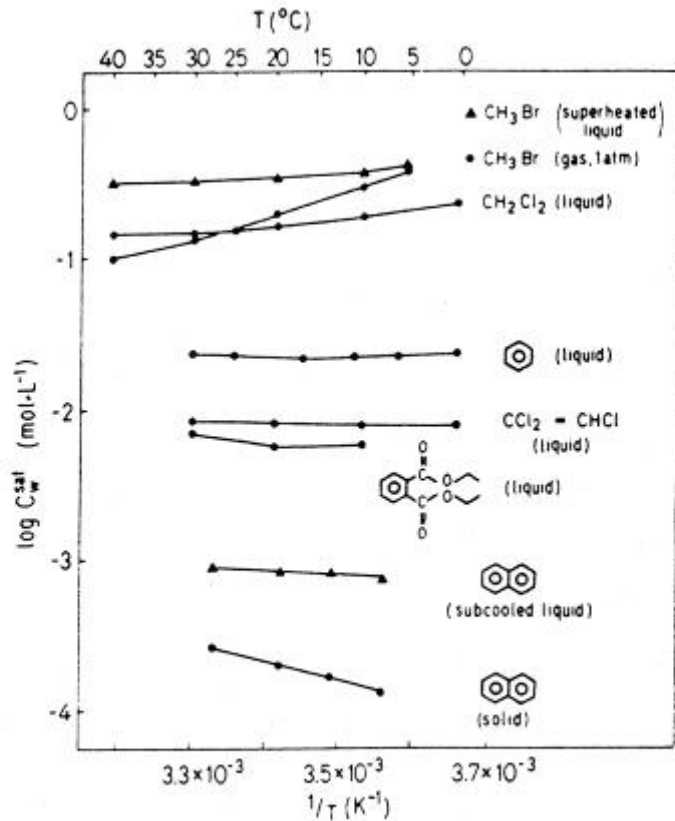 T (°C)
40 35 30 25 20 15 10 5 0
0
-1
-2
-3
-4
log C_w^sat (mol·L⁻¹)
▲ CH₃Br (superheated liquid)
• CH₃Br (gas, 1atm)
CH₂Cl₂ (liquid)
(liquid)
CCl₂ = CHCl
(liquid)
O
C
O
O
C
O
(liquid)
(subcooled liquid)
(solid)
3.3×10⁻³ 3.5×10⁻³ 3.7×10⁻³
1/T (K⁻¹)